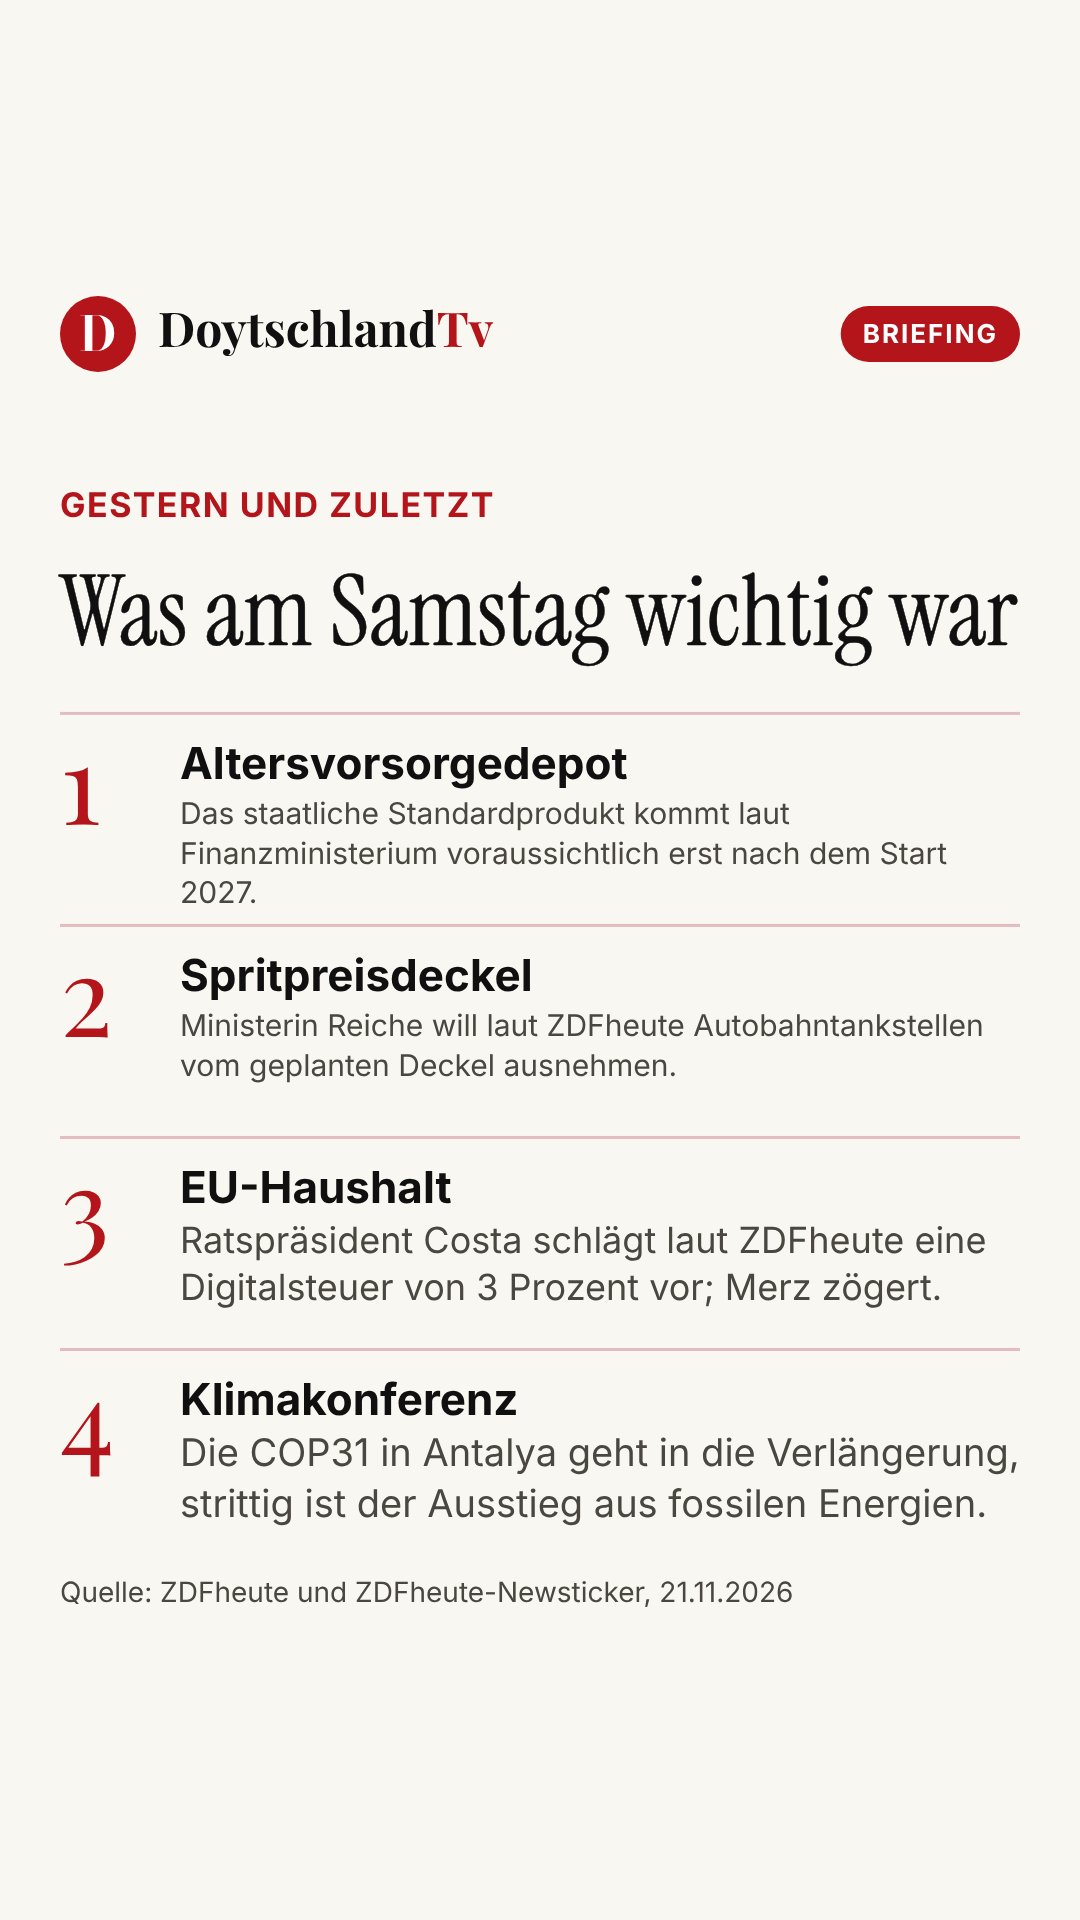 D DoytschlandTv
BRIEFING
GESTERN UND ZULETZT
Was am Samstag wichtig war
1
Altersvorsorgedepot
Das staatliche Standardprodukt kommt laut
Finanzministerium voraussichtlich erst nach dem Start
2027.
2
Spritpreisdeckel
Ministerin Reiche will laut ZDFheute Autobahntankstellen
vom geplanten Deckel ausnehmen.
3
EU-Haushalt
Ratspräsident Costa schlägt laut ZDFheute eine
Digitalsteuer von 3 Prozent vor; Merz zögert.
4
Klimakonferenz
Die COP31 in Antalya geht in die Verlängerung,
strittig ist der Ausstieg aus fossilen Energien.
Quelle: ZDFheute und ZDFheute-Newsticker, 21.11.2026